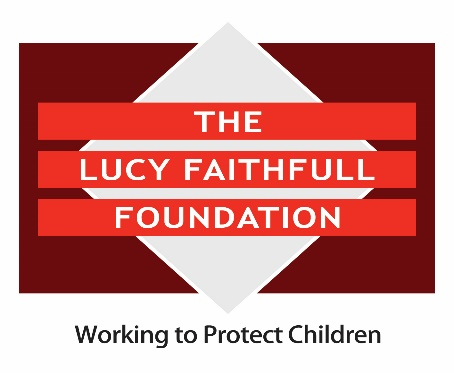 THE
LUCY FAITHFULL
FOUNDATION
Working to Protect Children